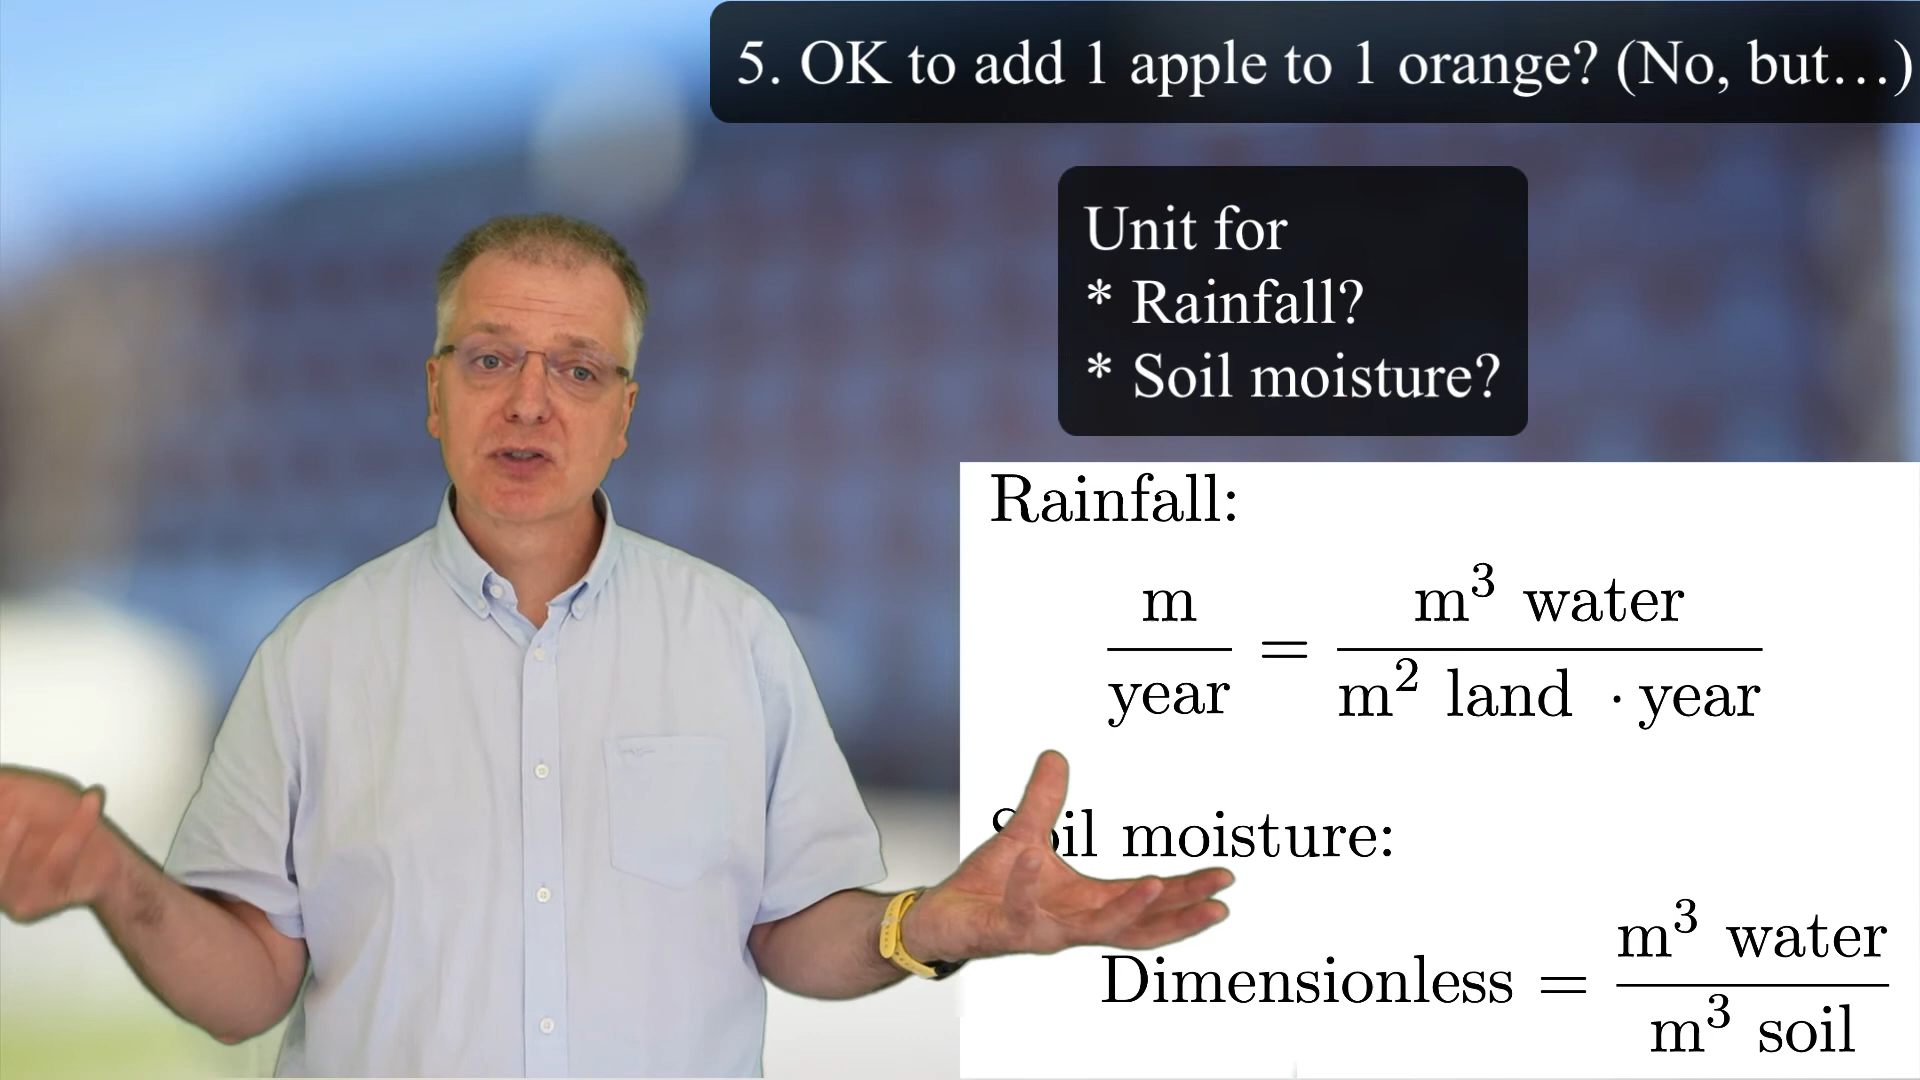 5. OK to add 1 apple to 1 orange? (No, but…)
Unit for
* Rainfall?
* Soil moisture?
Rainfall:
m/year = m³ water/m² land · year
Soil moisture:
Dimensionless = m³ water/m³ soil